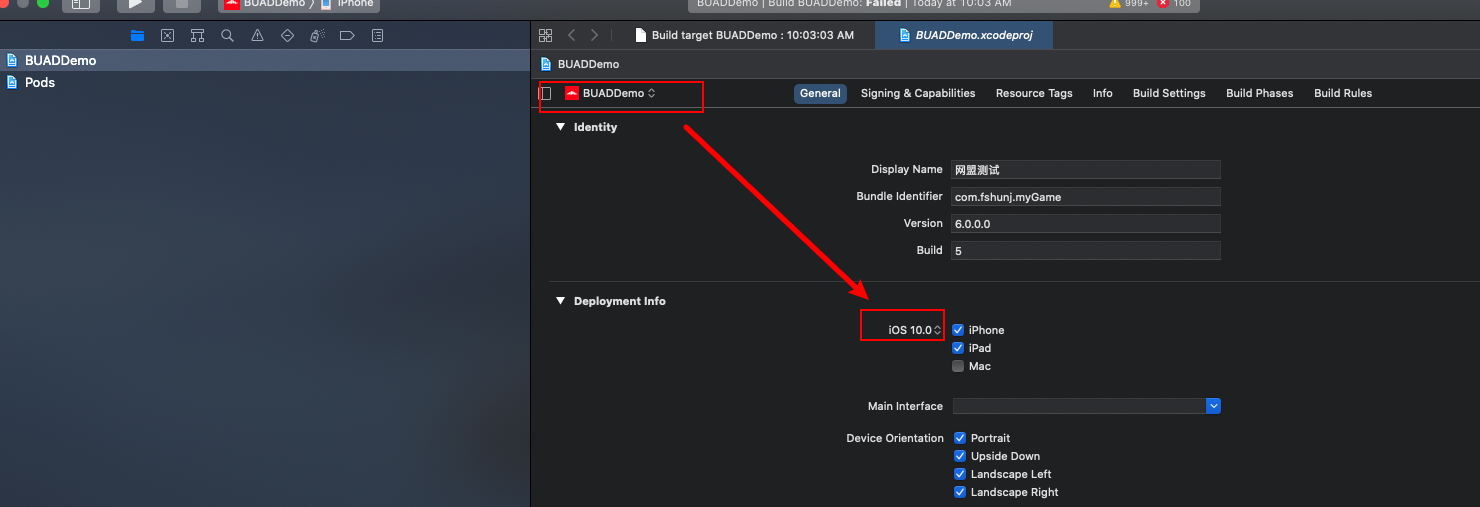 BUADDemo 〉 iPhone
BUADDemo | Build BUADDemo: Failed | Today at 10:03 AM
999+
100
Build target BUADDemo : 10:03:03 AM
BUADDemo.xcodeproj
BUADDemo
Pods
BUADDemo
BUADDemo
General
Signing & Capabilities
Resource Tags
Info
Build Settings
Build Phases
Build Rules
Identity
Display Name 网盟测试
Bundle Identifier com.fshunj.myGame
Version 6.0.0.0
Build 5
Deployment Info
iOS 10.0 iPhone
iPad
Mac
Main Interface
Device Orientation Portrait
Upside Down
Landscape Left
Landscape Right